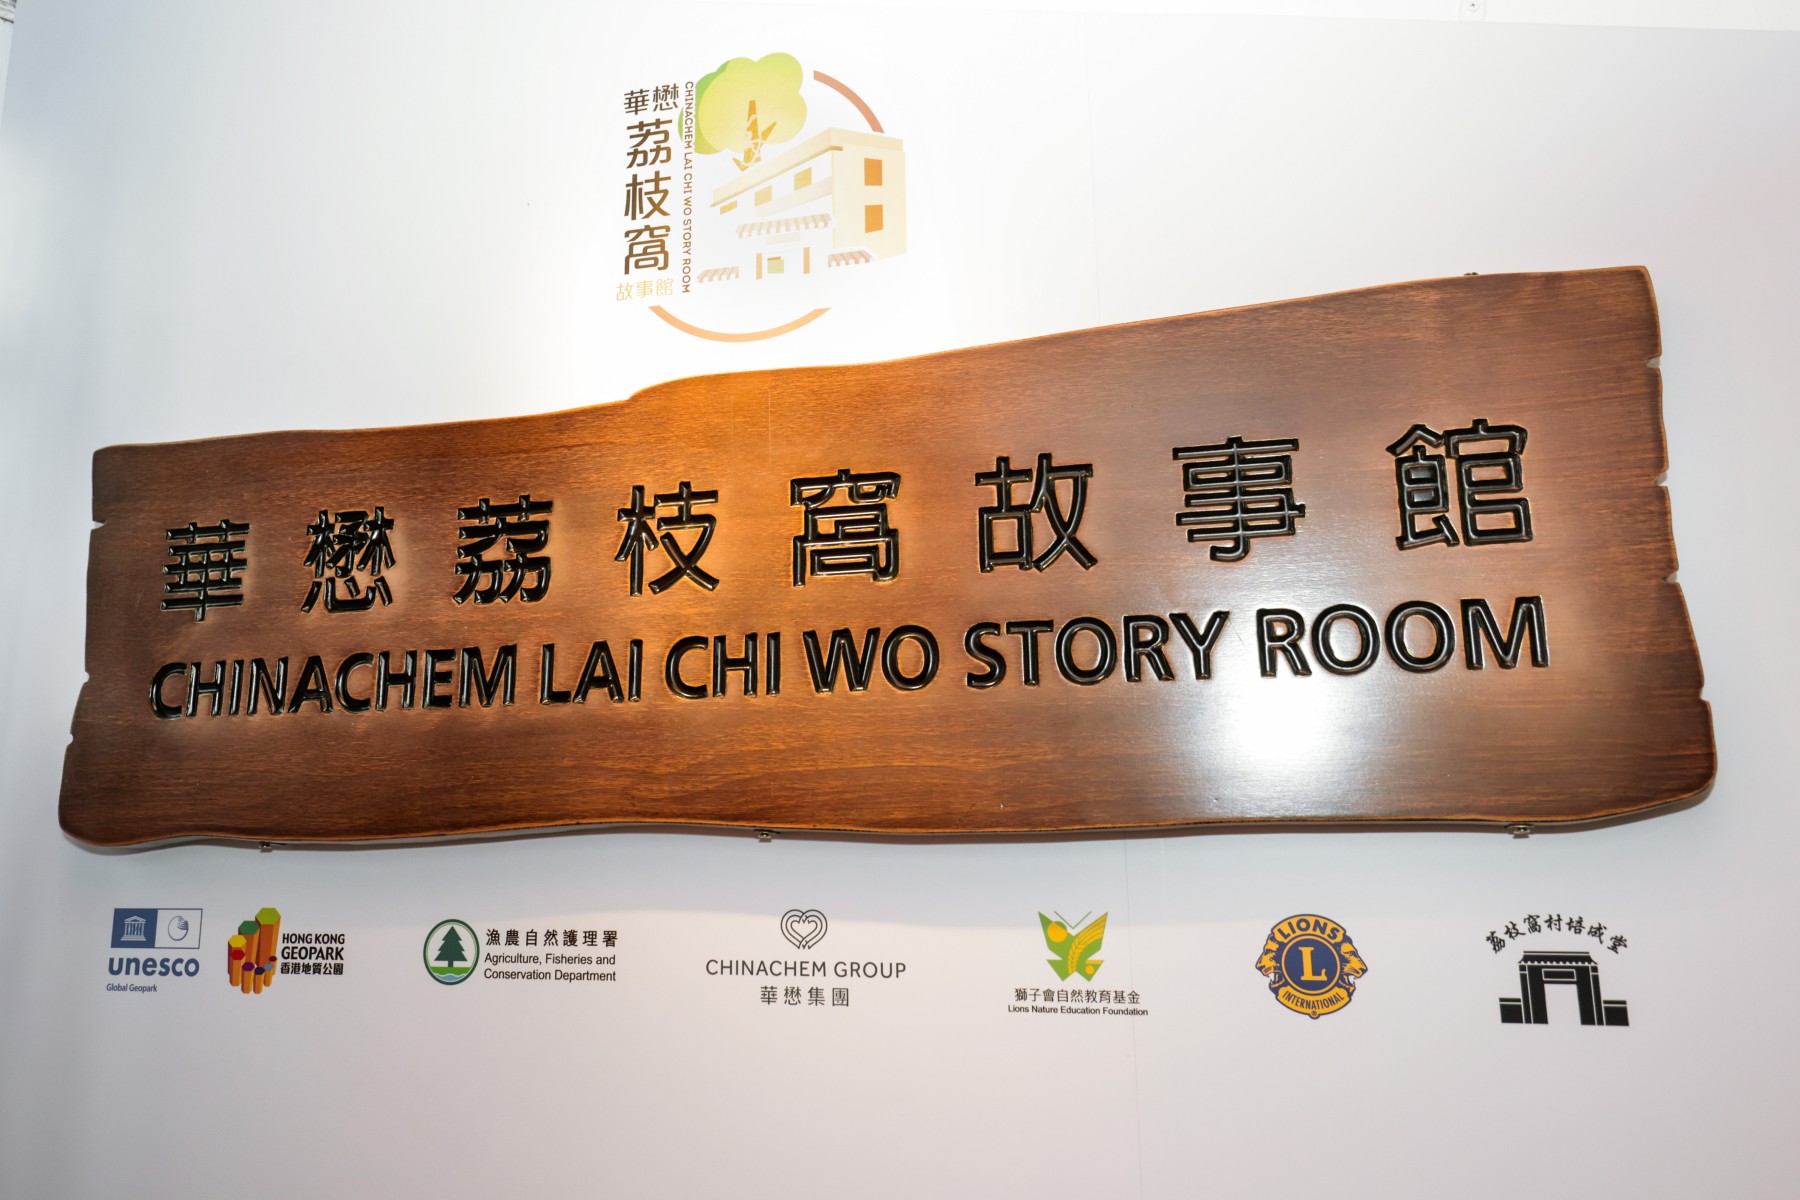 華懋
荔枝窩
故事館
CHINACHEM LAI CHI WO STORY ROOM
華懋荔枝窩故事館
CHINACHEM LAI CHI WO STORY ROOM
unesco
Global Geopark
HONG KONG
GEOPARK
香港地質公園
漁農自然護理署
Agriculture, Fisheries and
Conservation Department
CHINACHEM GROUP
華懋集團
獅子會自然教育基金
Lions Nature Education Foundation
LIONS
L
INTERNATIONAL
荔枝窩村培成堂